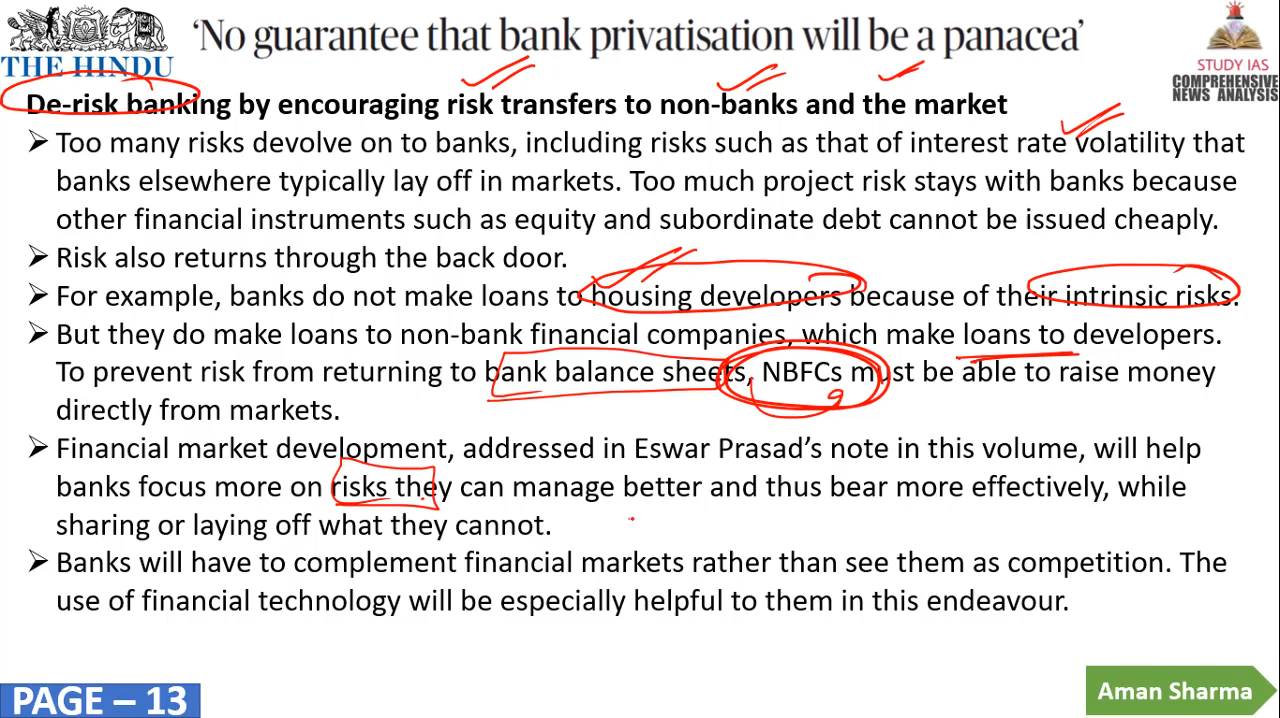 'No guarantee that bank privatisation will be a panacea'
THE HINDU
STUDY IAS
COMPREHENSIVE
NEWS ANALYSIS
De-risk banking by encouraging risk transfers to non-banks and the market
➤ Too many risks devolve on to banks, including risks such as that of interest rate volatility that
banks elsewhere typically lay off in markets. Too much project risk stays with banks because
other financial instruments such as equity and subordinate debt cannot be issued cheaply.
➤ Risk also returns through the back door.
➤ For example, banks do not make loans to housing developers because of their intrinsic risks.
➤ But they do make loans to non-bank financial companies, which make loans to developers.
To prevent risk from returning to bank balance sheets, NBFCs must be able to raise money
directly from markets.
➤ Financial market development, addressed in Eswar Prasad's note in this volume, will help
banks focus more on risks they can manage better and thus bear more effectively, while
sharing or laying off what they cannot.
➤ Banks will have to complement financial markets rather than see them as competition. The
use of financial technology will be especially helpful to them in this endeavour.
PAGE – 13
Aman Sharma